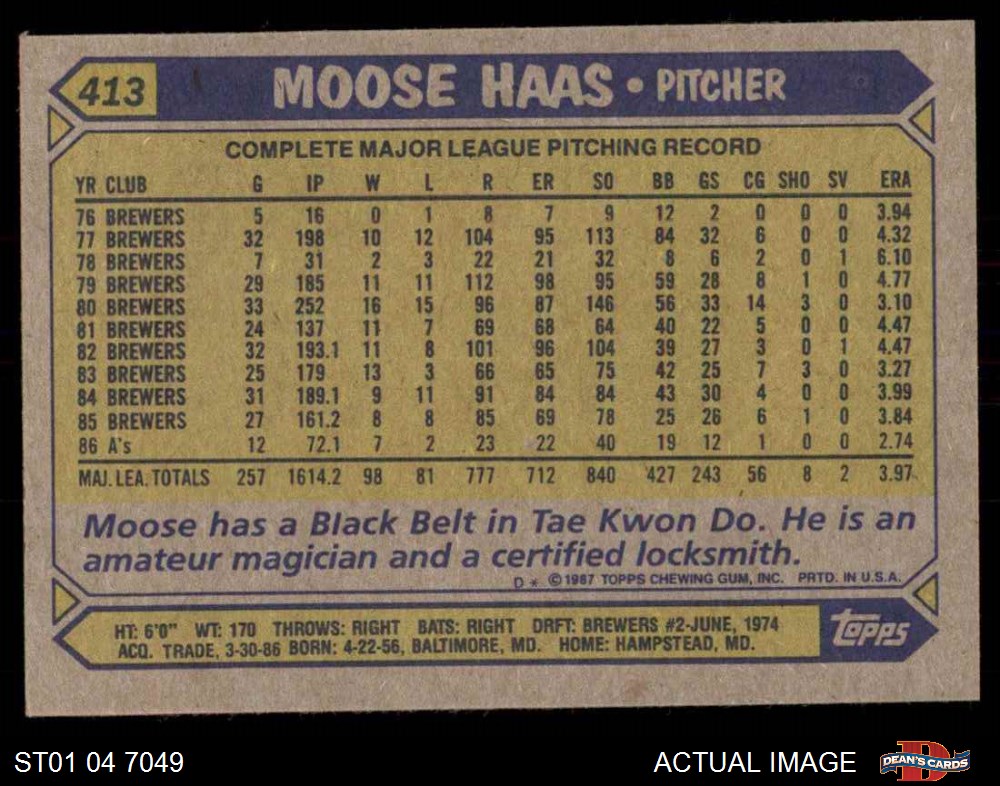 413 MOOSE HAAS • PITCHER
COMPLETE MAJOR LEAGUE PITCHING RECORD
YR CLUB G IP W L R ER SO BB GS CG SHO SV ERA
76 BREWERS 5 16 0 1 8 7 9 12 2 0 0 0 3.94
77 BREWERS 32 198 10 12 104 95 113 84 32 6 0 0 4.32
78 BREWERS 7 31 2 3 22 21 32 8 6 2 0 1 6.10
79 BREWERS 29 185 11 11 112 98 95 59 28 8 1 0 4.77
80 BREWERS 33 252 16 15 96 87 146 56 33 14 3 0 3.10
81 BREWERS 24 137 11 7 69 68 64 40 22 5 0 0 4.47
82 BREWERS 32 193.1 11 8 101 96 104 39 27 3 0 1 4.47
83 BREWERS 25 179 13 3 66 65 75 42 25 7 3 0 3.27
84 BREWERS 31 189.1 9 11 91 84 84 43 30 4 0 0 3.99
85 BREWERS 27 161.2 8 8 85 69 78 25 26 6 1 0 3.84
86 A's 12 72.1 7 2 23 22 40 19 12 1 0 0 2.74
MAJ. LEA. TOTALS 257 1614.2 98 81 777 712 840 427 243 56 8 2 3.97
Moose has a Black Belt in Tae Kwon Do. He is an
amateur magician and a certified locksmith.
D * © 1987 TOPPS CHEWING GUM, INC. PRTD. IN U.S.A.
HT: 6'0" WT: 170 THROWS: RIGHT BATS: RIGHT DRFT: BREWERS #2-JUNE, 1974
ACQ. TRADE, 3-30-86 BORN: 4-22-56, BALTIMORE, MD. HOME: HAMPSTEAD, MD.
topps
ST01 04 7049 ACTUAL IMAGE D DEAN'S CARDS